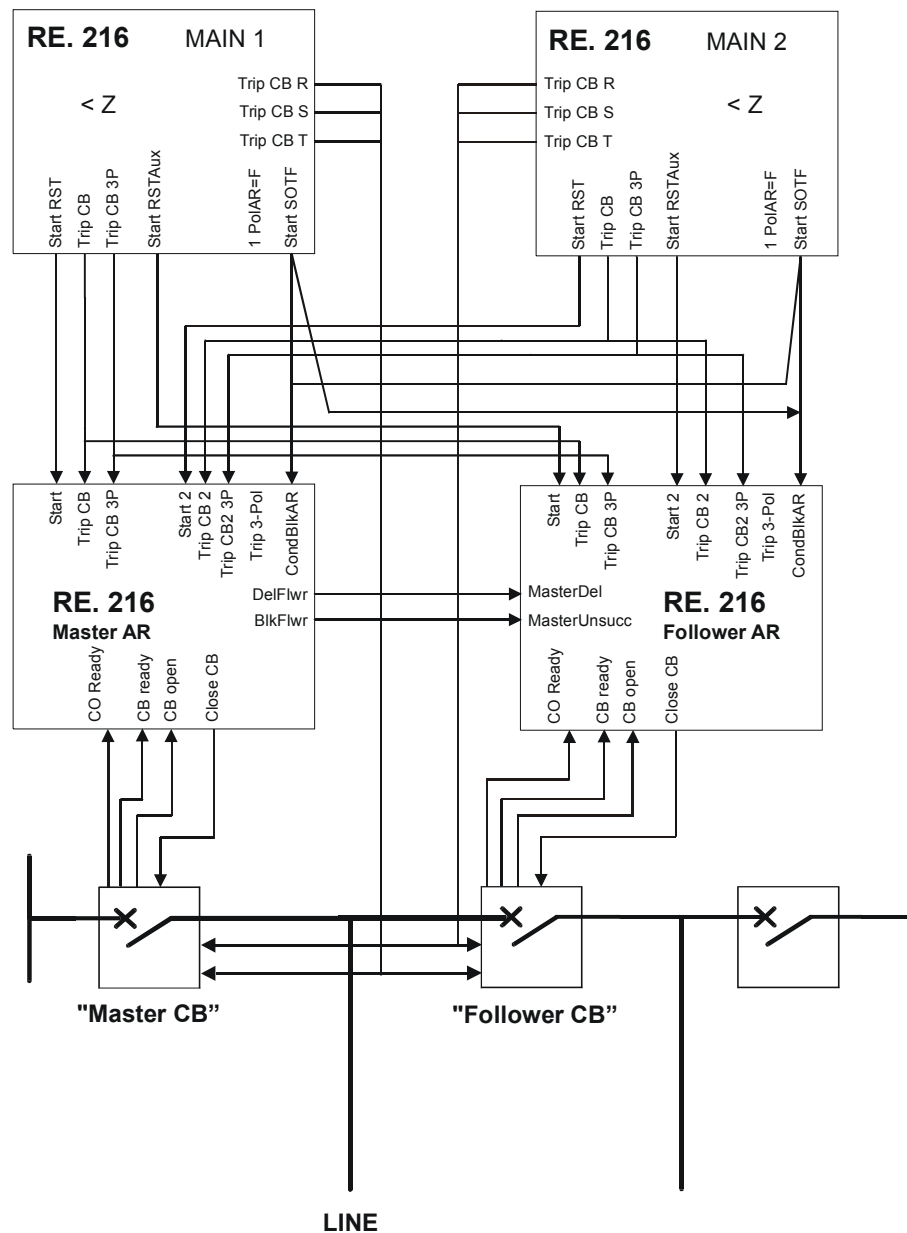 RE. 216 MAIN 1
Trip CB R
< Z
Trip CB S
Trip CB T
Start RST
Trip CB
Trip CB 3P
Start RSTAux
1 PolAR=F
Start SOTF
RE. 216 MAIN 2
Trip CB R
Trip CB S
< Z
Trip CB T
Start RST
Trip CB
Trip CB 3P
Start RSTAux
1 PolAR=F
Start SOTF
Start
Trip CB
Trip CB 3P
Start 2
Trip CB 2
Trip CB2 3P
Trip 3-Pol
CondBlkAR
DelFlwr
BlkFlwr
RE. 216
Master AR
CO Ready
CB ready
CB open
Close CB
Start
Trip CB
Trip CB 3P
Start 2
Trip CB 2
Trip CB2 3P
Trip 3-Pol
CondBlkAR
MasterDel
MasterUnsucc
RE. 216
Follower AR
CO Ready
CB ready
CB open
Close CB
"Master CB”
"Follower CB”
LINE